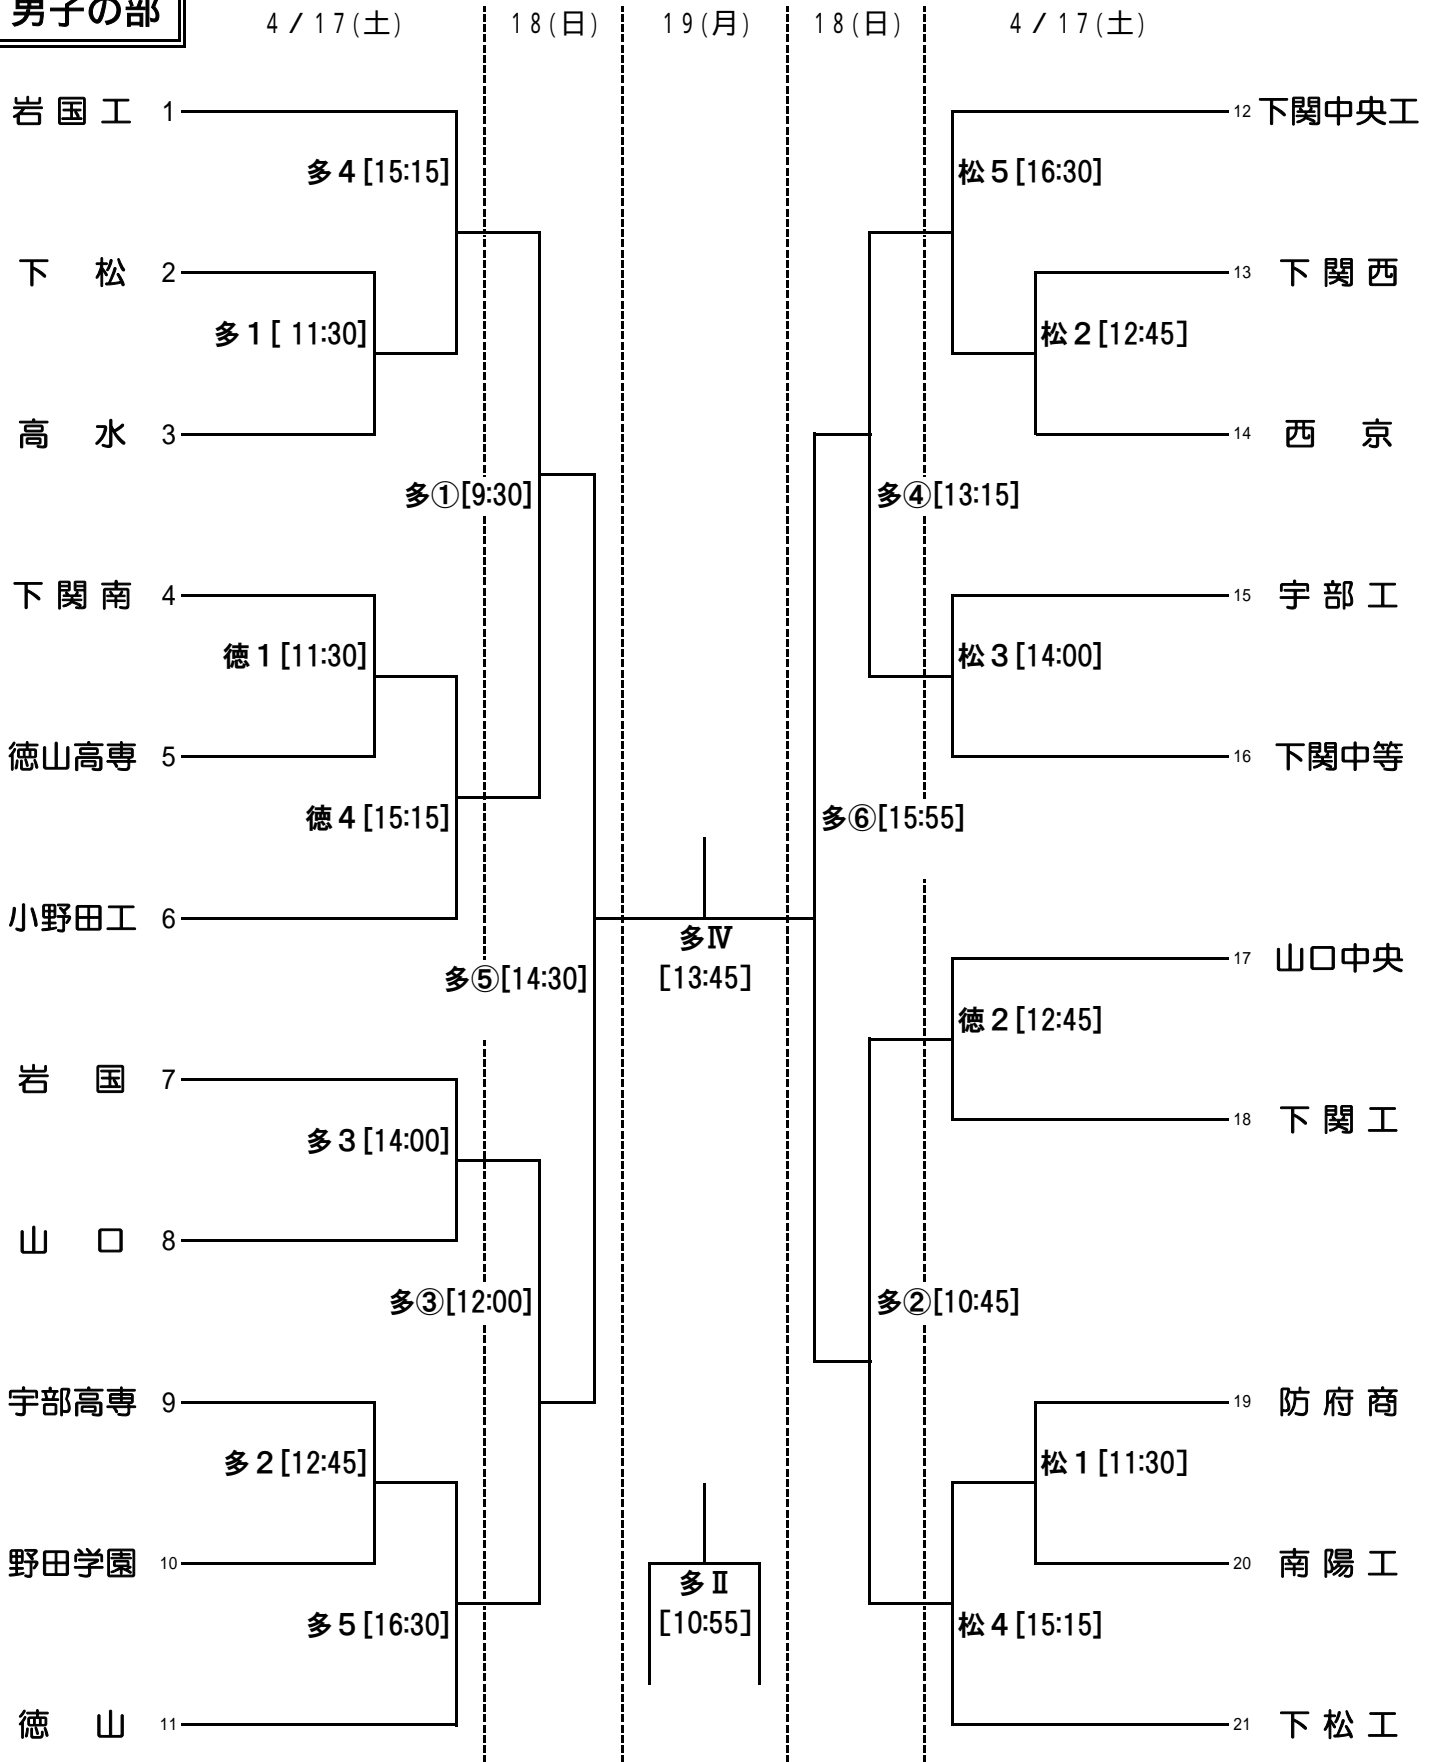 男子の部
4/17(土) 18(日) 19(月) 18(日) 4/17(土)
岩国工 1
多4[15:15]
下松 2
多1[ 11:30]
高水 3
多①[9:30]
下関南 4
徳1[11:30]
徳山高専 5
徳4[15:15]
小野田工 6
多⑤[14:30]
岩国 7
多3[14:00]
山口 8
多③[12:00]
宇部高専 9
多2[12:45]
野田学園 10
多5[16:30]
徳山 11
多Ⅳ
[13:45]
多Ⅱ
[10:55]
12 下関中央工
松5[16:30]
13 下関西
松2[12:45]
14 西京
多④[13:15]
15 宇部工
松3[14:00]
16 下関中等
多⑥[15:55]
17 山口中央
徳2[12:45]
18 下関工
多②[10:45]
19 防府商
松1[11:30]
20 南陽工
松4[15:15]
21 下松工